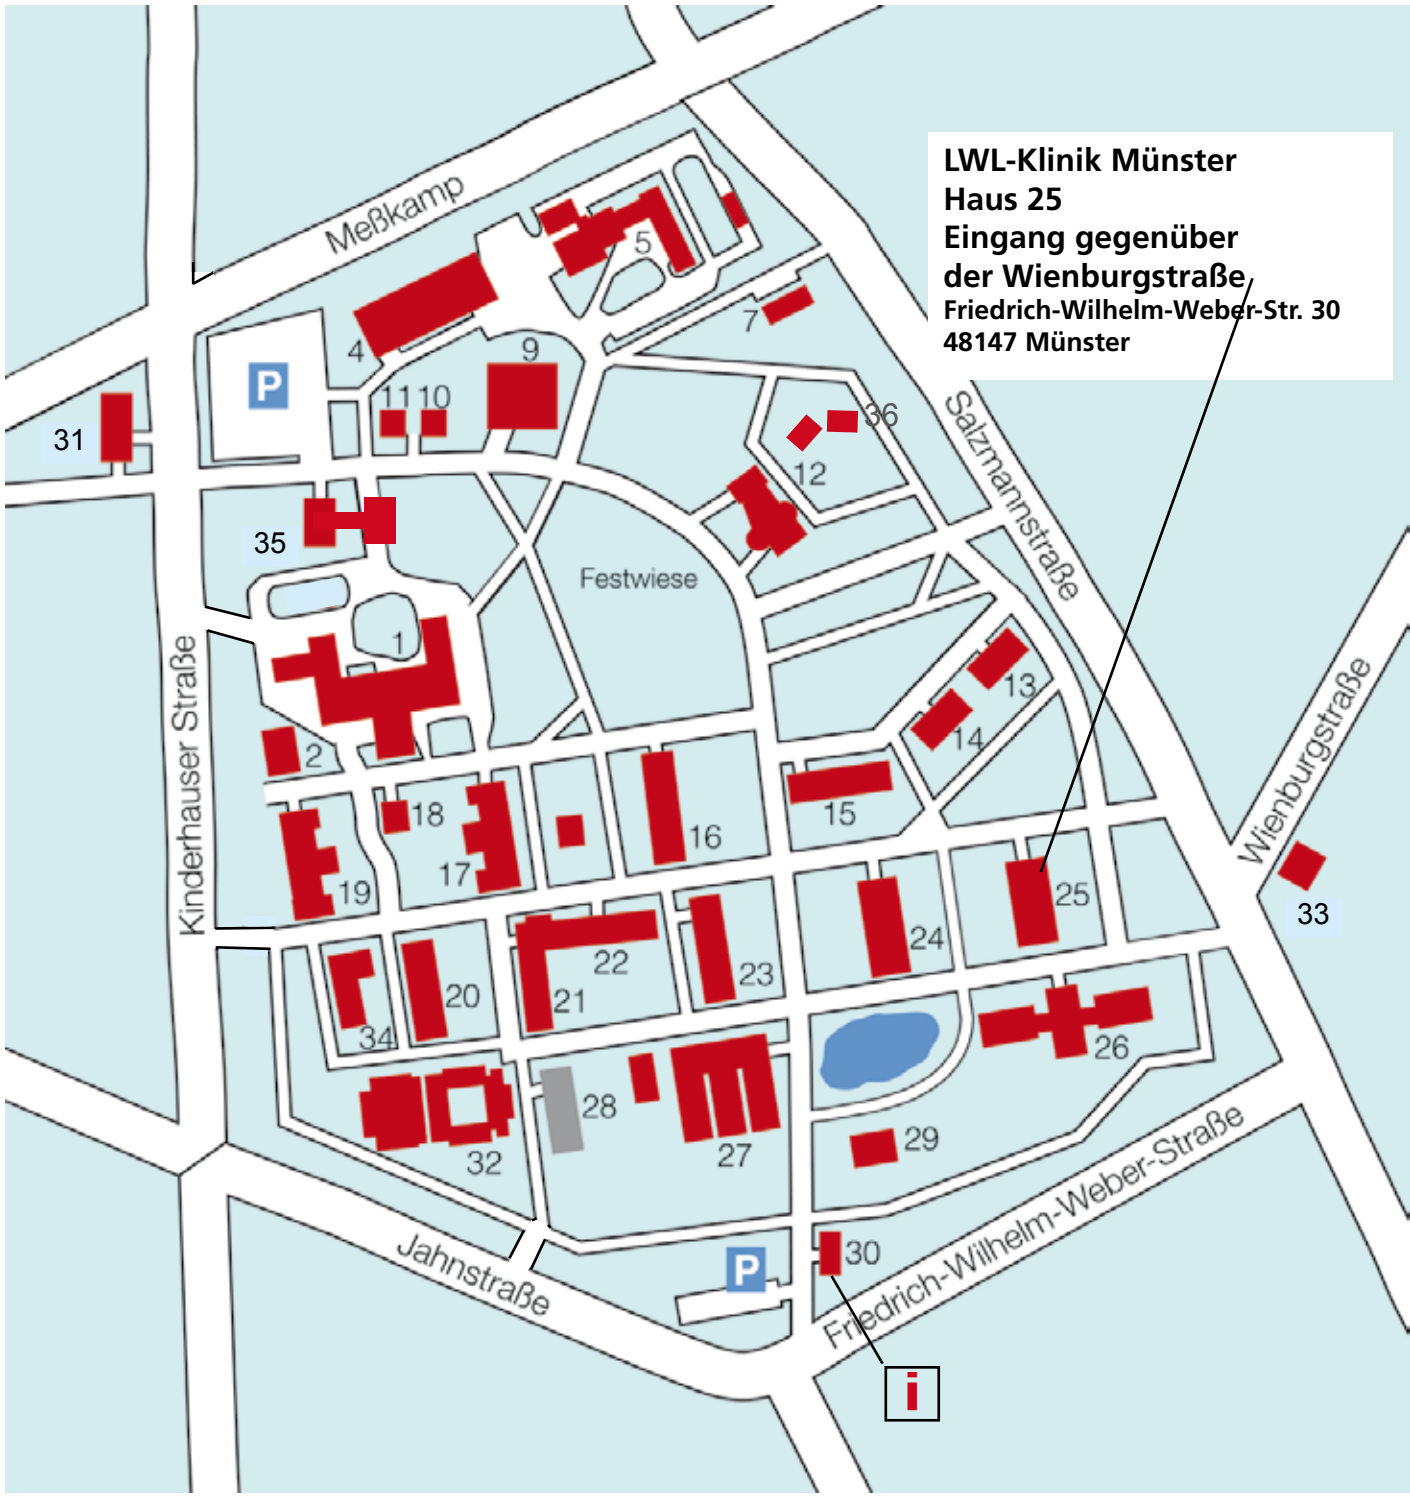 LWL-Klinik Münster
Haus 25
Eingang gegenüber
der Wienburgstraße
Friedrich-Wilhelm-Weber-Str. 30
48147 Münster
Meßkamp
5
7
4
9
P
11
10
36
31
12
Salzmannstraße
35
Festwiese
1
Kinderhauser Straße
13
14
2
Wienburgstraße
18
15
16
17
19
25
33
24
22
23
20
21
34
26
28
29
27
32
Friedrich-Wilhelm-Weber-Straße
Jahnstraße
P
30
i